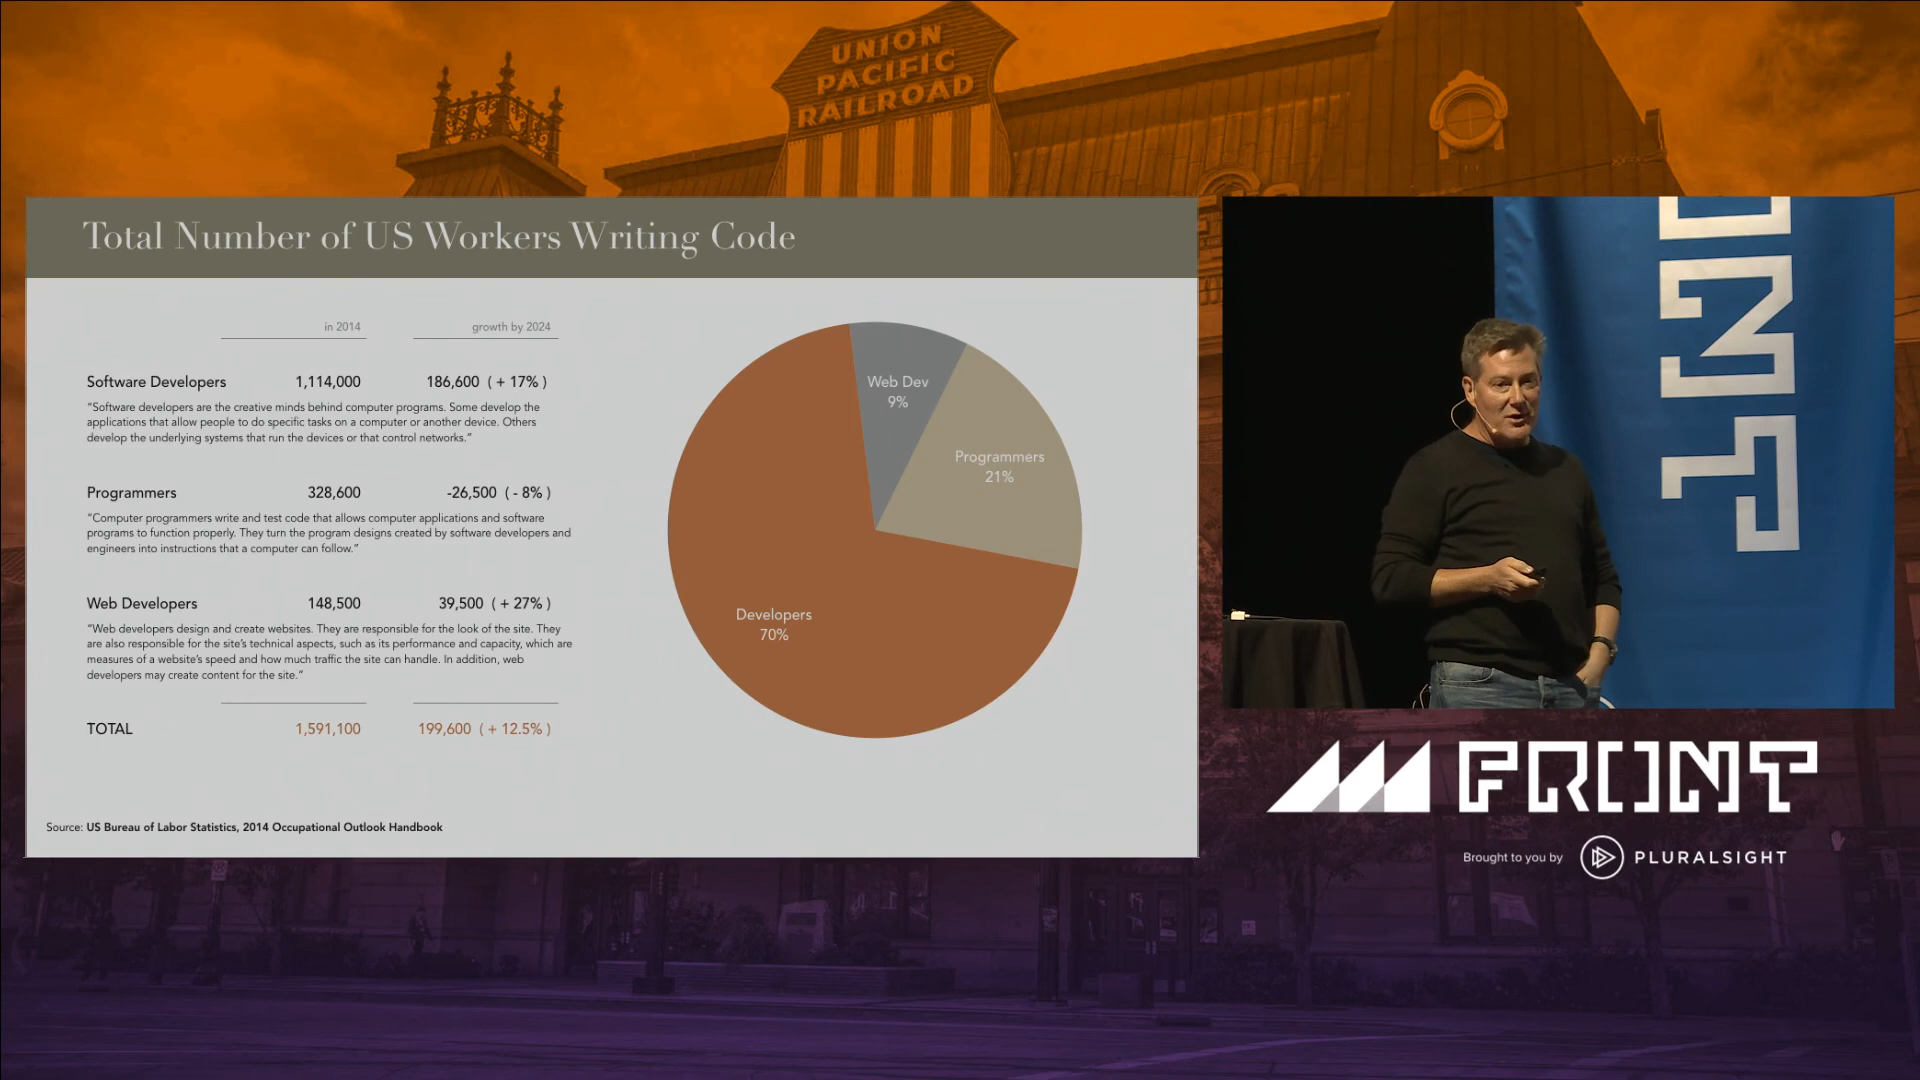 UNION
PACIFIC
RAILROAD
Total Number of US Workers Writing Code
in 2014 growth by 2024
Software Developers 1,114,000 186,600 ( + 17% )
“Software developers are the creative minds behind computer programs. Some develop the
applications that allow people to do specific tasks on a computer or another device. Others
develop the underlying systems that run the devices or that control networks.”
Programmers 328,600 -26,500 ( - 8% )
“Computer programmers write and test code that allows computer applications and software
programs to function properly. They turn the program designs created by software developers and
engineers into instructions that a computer can follow.”
Web Developers 148,500 39,500 ( + 27% )
“Web developers design and create websites. They are responsible for the look of the site. They
are also responsible for the site’s technical aspects, such as its performance and capacity, which are
measures of a website’s speed and how much traffic the site can handle. In addition, web
developers may create content for the site.”
TOTAL 1,591,100 199,600 ( + 12.5% )
Source: US Bureau of Labor Statistics, 2014 Occupational Outlook Handbook
Web Dev
9%
Programmers
21%
Developers
70%
ONT
FRONT
Brought to you by PLURALSIGHT